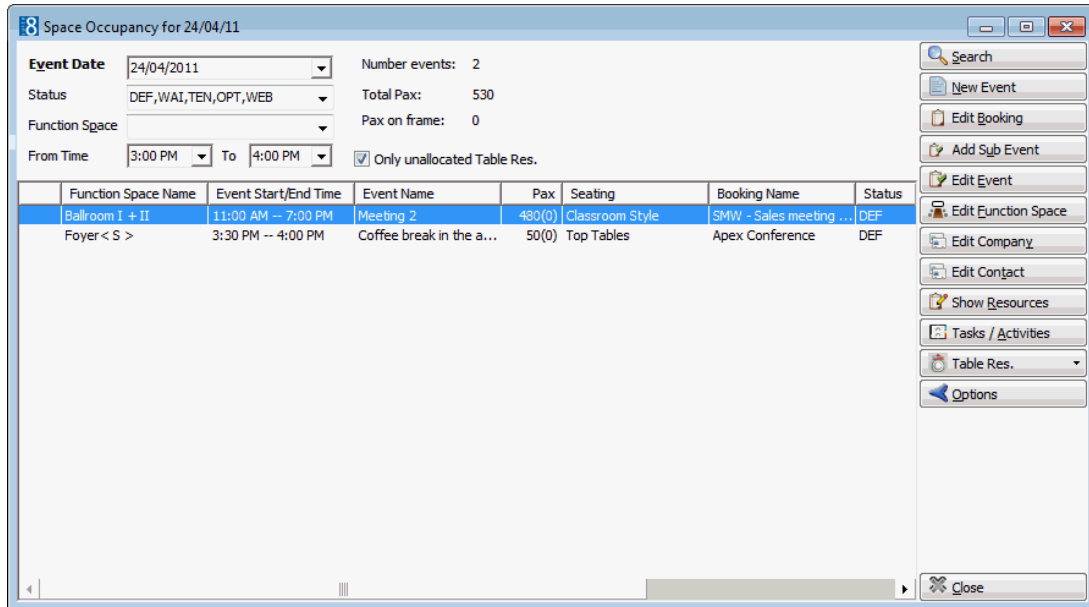 Space Occupancy for 24/04/11
Event Date 24/04/2011 Number events: 2
Status DEF,WAI,TEN,OPT,WEB Total Pax: 530
Function Space Pax on frame: 0
From Time 3:00 PM To 4:00 PM Only unallocated Table Res.
Function Space Name Event Start/End Time Event Name Pax Seating Booking Name Status
Ballroom I + II 11:00 AM -- 7:00 PM Meeting 2 480(0) Classroom Style SMW - Sales meeting ... DEF
Foyer< S > 3:30 PM -- 4:00 PM Coffee break in the a... 50(0) Top Tables Apex Conference DEF
Search
New Event
Edit Booking
Add Sub Event
Edit Event
Edit Function Space
Edit Company
Edit Contact
Show Resources
Tasks / Activities
Table Res.
Options
Close